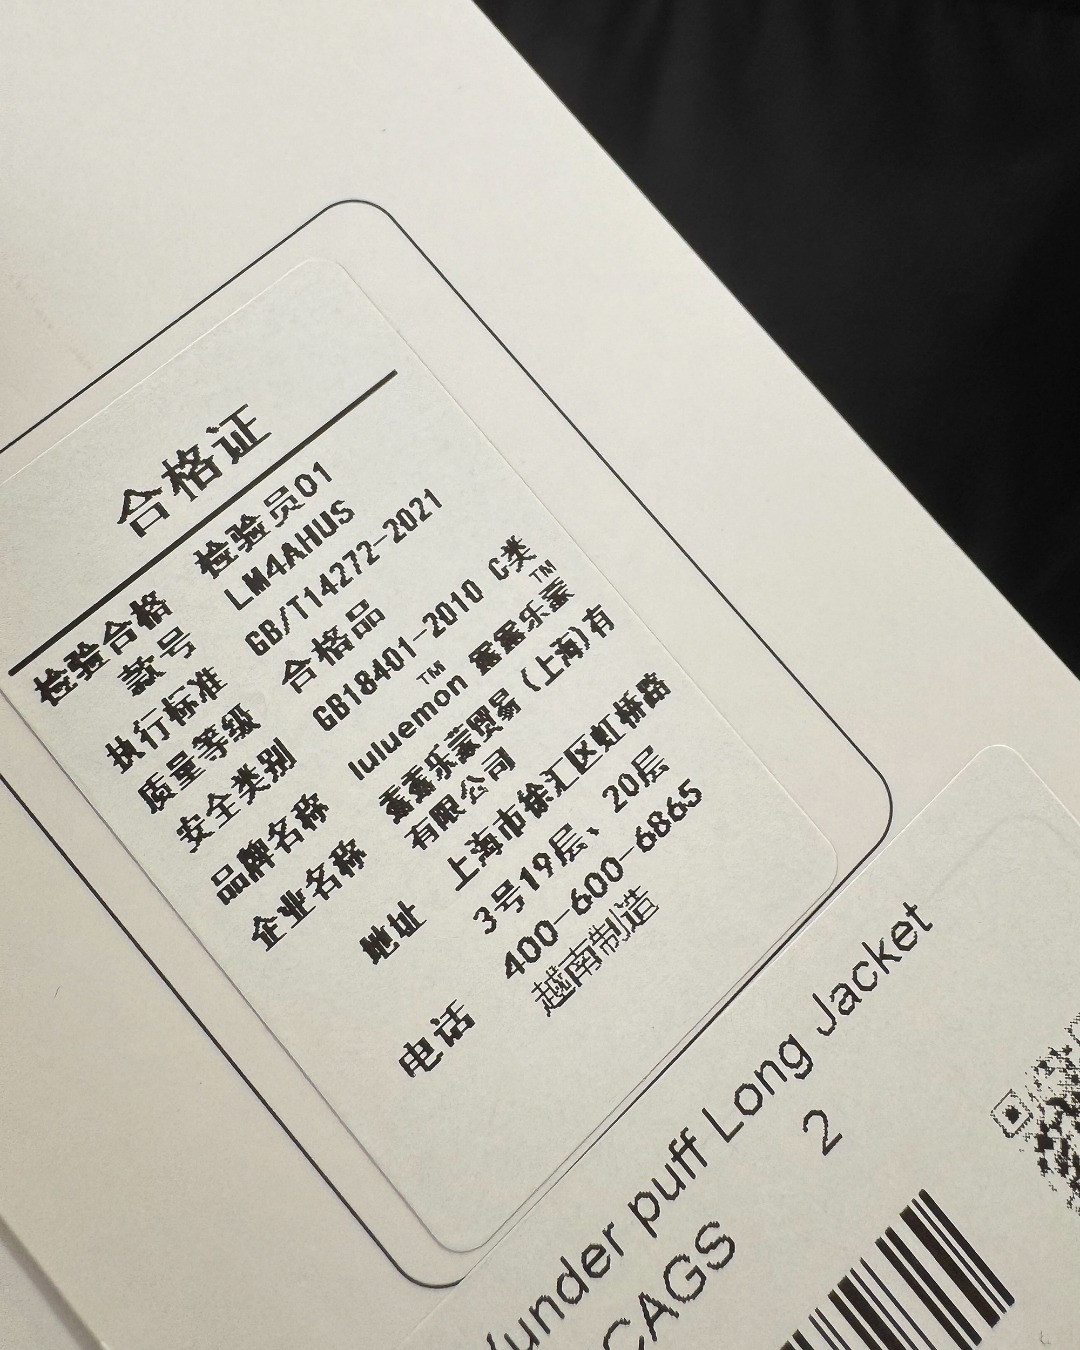 合格证
检验合格 检验员01
款号 LM4AHUS
执行标准 GB/T14272-2021
质量等级 合格品
安全类别 GB18401-2010 C类
品牌名称 lululemon™ 露露乐蒙™
企业名称 露露乐蒙贸易(上海)有
有限公司
地址 上海市徐汇区虹桥路
3号19层、20层
电话 400-600-6865
越南制造
/under puff Long Jacket
CAGS 2